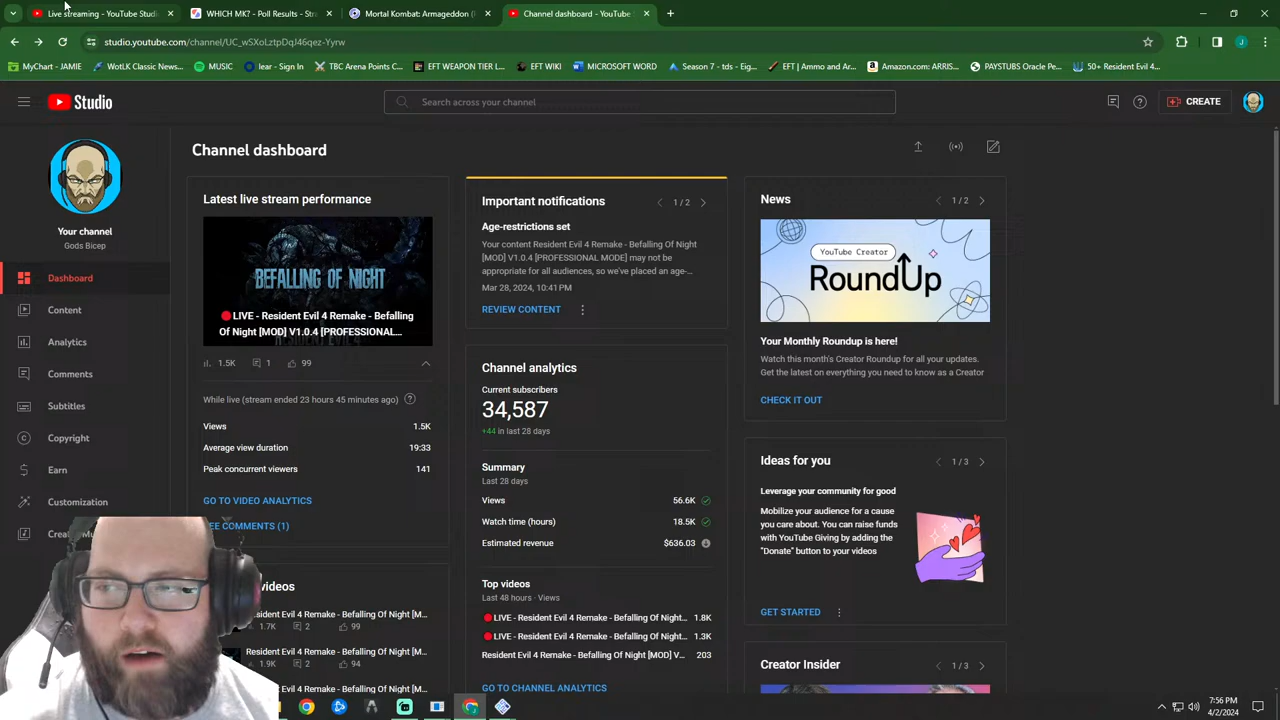 Live streaming - YouTube Stud
WHICH MK? - Poll Results - Str
Mortal Kombat: Armageddon (
Channel dashboard - YouTube
studio.youtube.com/channel/UC_wSXoLztpDqJ46qez-Yyrw
MyChart - JAMIE
WotLK Classic News...
MUSIC
lear - Sign In
TBC Arena Points C...
EFT WEAPON TIER L...
EFT WIKI
MICROSOFT WORD
Season 7 - tds - Eig...
EFT | Ammo and Ar...
Amazon.com: ARRIS...
PAYSTUBS Oracle Pe...
50+ Resident Evil 4...
Studio
Search across your channel
CREATE
Your channel
Gods Bicep
Dashboard
Content
Analytics
Comments
Subtitles
Copyright
Earn
Customization
Channel dashboard
Latest live stream performance
BEFALLING OF NIGHT
LIVE - Resident Evil 4 Remake - Befalling
Of Night [MOD] V1.0.4 [PROFESSIONAL...
1.5K
1
99
While live (stream ended 23 hours 45 minutes ago)
Views 1.5K
Average view duration 19:33
Peak concurrent viewers 141
GO TO VIDEO ANALYTICS
EE COMMENTS (1)
videos
esident Evil 4 Remake - Befalling Of Night [M...
1.7K
2
99
Resident Evil 4 Remake - Befalling Of Night [M...
1.9K
2
94
esident Evil 4 Remake - Befalling Of Night [M...
Important notifications
1 / 2
Age-restrictions set
Your content Resident Evil 4 Remake - Befalling Of Night
[MOD] V1.0.4 [PROFESSIONAL MODE] may not be
appropriate for all audiences, so we've placed an age-...
Mar 28, 2024, 10:41 PM
REVIEW CONTENT
Channel analytics
Current subscribers
34,587
+44 in last 28 days
Summary
Last 28 days
Views 56.6K
Watch time (hours) 18.5K
Estimated revenue $636.03
Top videos
Last 48 hours · Views
LIVE - Resident Evil 4 Remake - Befalling Of Night... 1.8K
LIVE - Resident Evil 4 Remake - Befalling Of Night... 1.3K
Resident Evil 4 Remake - Befalling Of Night [MOD] V... 203
GO TO CHANNEL ANALYTICS
News
1 / 2
YouTube Creator
RoundUp
Your Monthly Roundup is here!
Watch this month's Creator Roundup for all your updates.
Get the latest on everything you need to know as a Creator
CHECK IT OUT
Ideas for you
1 / 3
Leverage your community for good
Mobilize your audience for a
cause you care about. You can raise funds
with YouTube Giving by adding the
"Donate" button to your videos
GET STARTED
Creator Insider
1 / 3
7:56 PM
4/2/2024